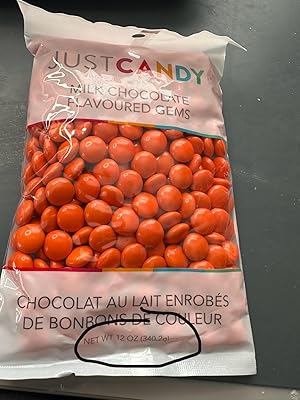 JUSTCANDY
MILK CHOCOLATE
FLAVOURED GEMS
CHOCOLAT AU LAIT ENROBÉS
DE BONBONS DE COULEUR
NET WT 12 OZ (340.2g)